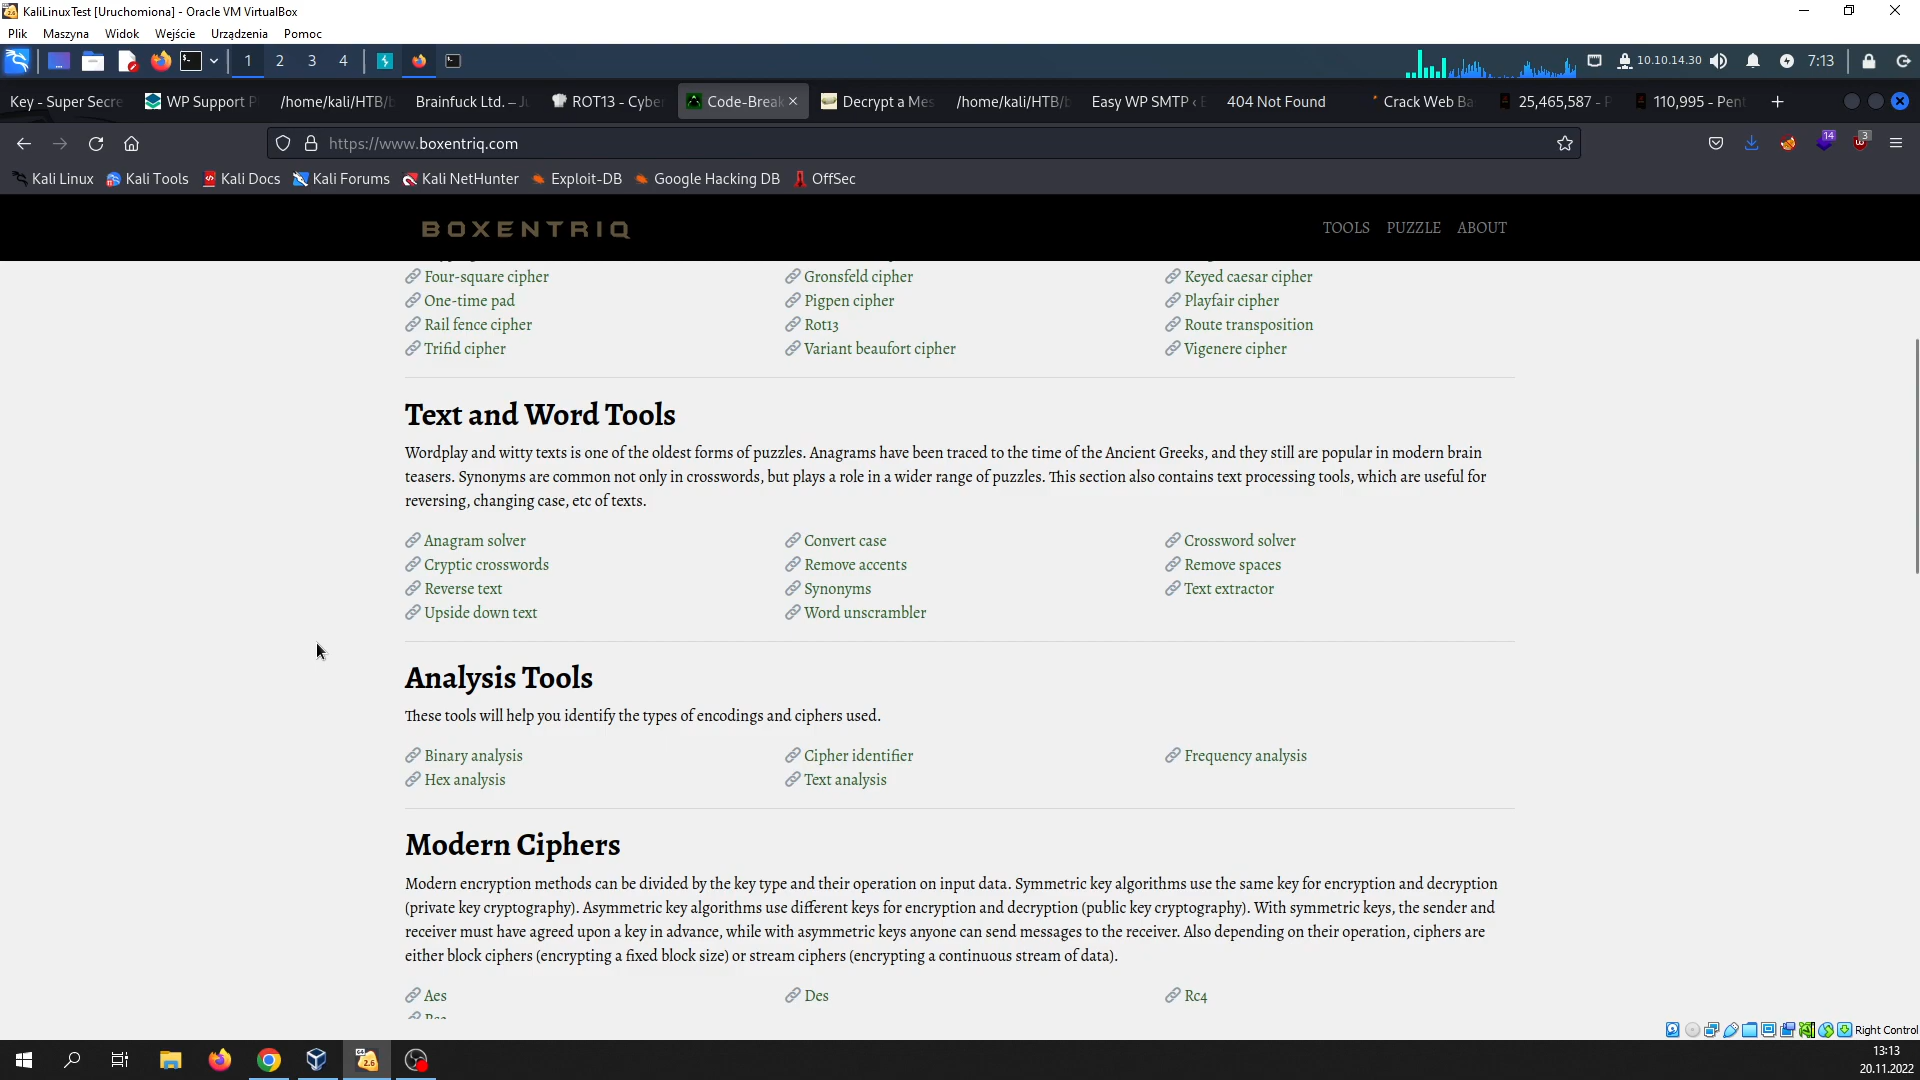 KaliLinuxTest [Uruchomiona] - Oracle VM VirtualBox
Plik Maszyna Widok Wejście Urządzenia Pomoc
1 2 3 4 10.10.14.30 7:13
Key - Super Secre WP Support P /home/kali/HTB/b Brainfuck Ltd. – Ju ROT13 - Cyber Code-Break Decrypt a Mes /home/kali/HTB/b Easy WP SMTP ‹ B 404 Not Found Crack Web Ba 25,465,587 - P 110,995 - Pent
https://www.boxentriq.com 14 3
Kali Linux Kali Tools Kali Docs Kali Forums Kali NetHunter Exploit-DB Google Hacking DB OffSec
BOXENTRIQ TOOLS PUZZLE ABOUT
Four-square cipher Gronsfeld cipher Keyed caesar cipher
One-time pad Pigpen cipher Playfair cipher
Rail fence cipher Rot13 Route transposition
Trifid cipher Variant beaufort cipher Vigenere cipher
Text and Word Tools
Wordplay and witty texts is one of the oldest forms of puzzles. Anagrams have been traced to the time of the Ancient Greeks, and they still are popular in modern brain
teasers. Synonyms are common not only in crosswords, but plays a role in a wider range of puzzles. This section also contains text processing tools, which are useful for
reversing, changing case, etc of texts.
Anagram solver Convert case Crossword solver
Cryptic crosswords Remove accents Remove spaces
Reverse text Synonyms Text extractor
Upside down text Word unscrambler
Analysis Tools
These tools will help you identify the types of encodings and ciphers used.
Binary analysis Cipher identifier Frequency analysis
Hex analysis Text analysis
Modern Ciphers
Modern encryption methods can be divided by the key type and their operation on input data. Symmetric key algorithms use the same key for encryption and decryption
(private key cryptography). Asymmetric key algorithms use different keys for encryption and decryption (public key cryptography). With symmetric keys, the sender and
receiver must have agreed upon a key in advance, while with asymmetric keys anyone can send messages to the receiver. Also depending on their operation, ciphers are
either block ciphers (encrypting a fixed block size) or stream ciphers (encrypting a continuous stream of data).
Aes Des Rc4
Right Control
13:13
20.11.2022